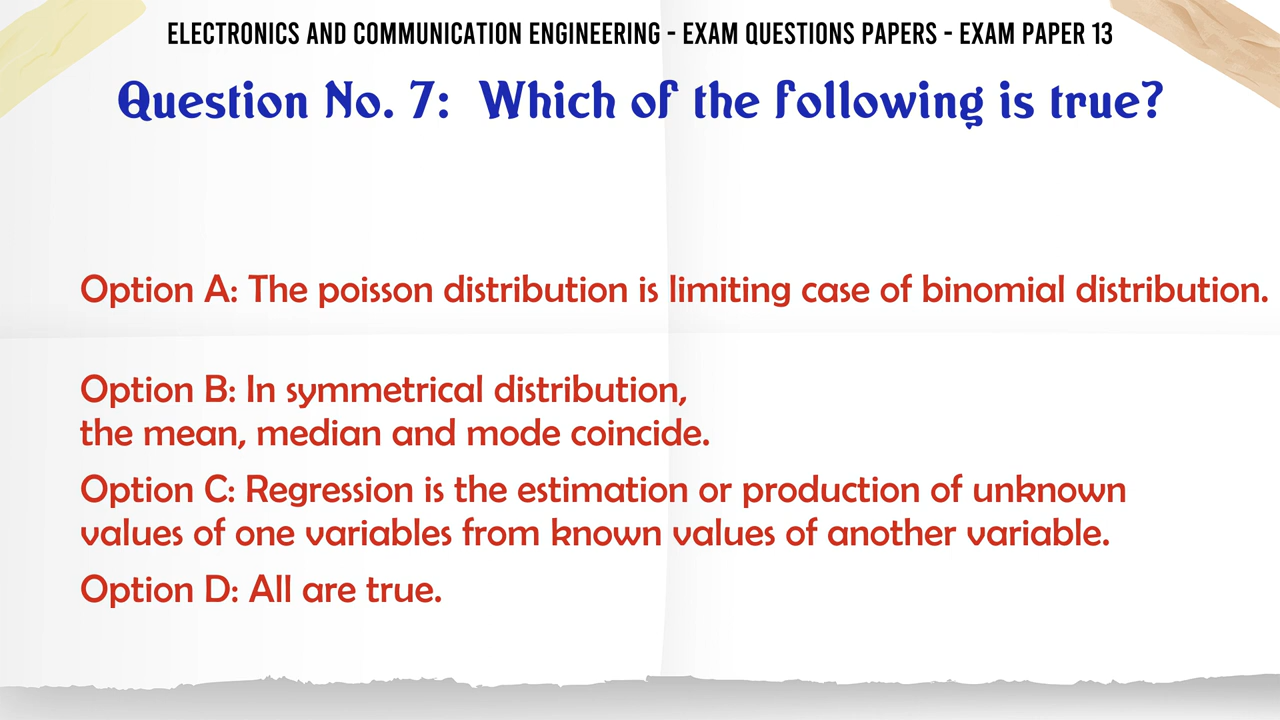 ELECTRONICS AND COMMUNICATION ENGINEERING - EXAM QUESTIONS PAPERS - EXAM PAPER 13
Question No. 7: Which of the following is true?
Option A: The poisson distribution is limiting case of binomial distribution.
Option B: In symmetrical distribution,
the mean, median and mode coincide.
Option C: Regression is the estimation or production of unknown
values of one variables from known values of another variable.
Option D: All are true.